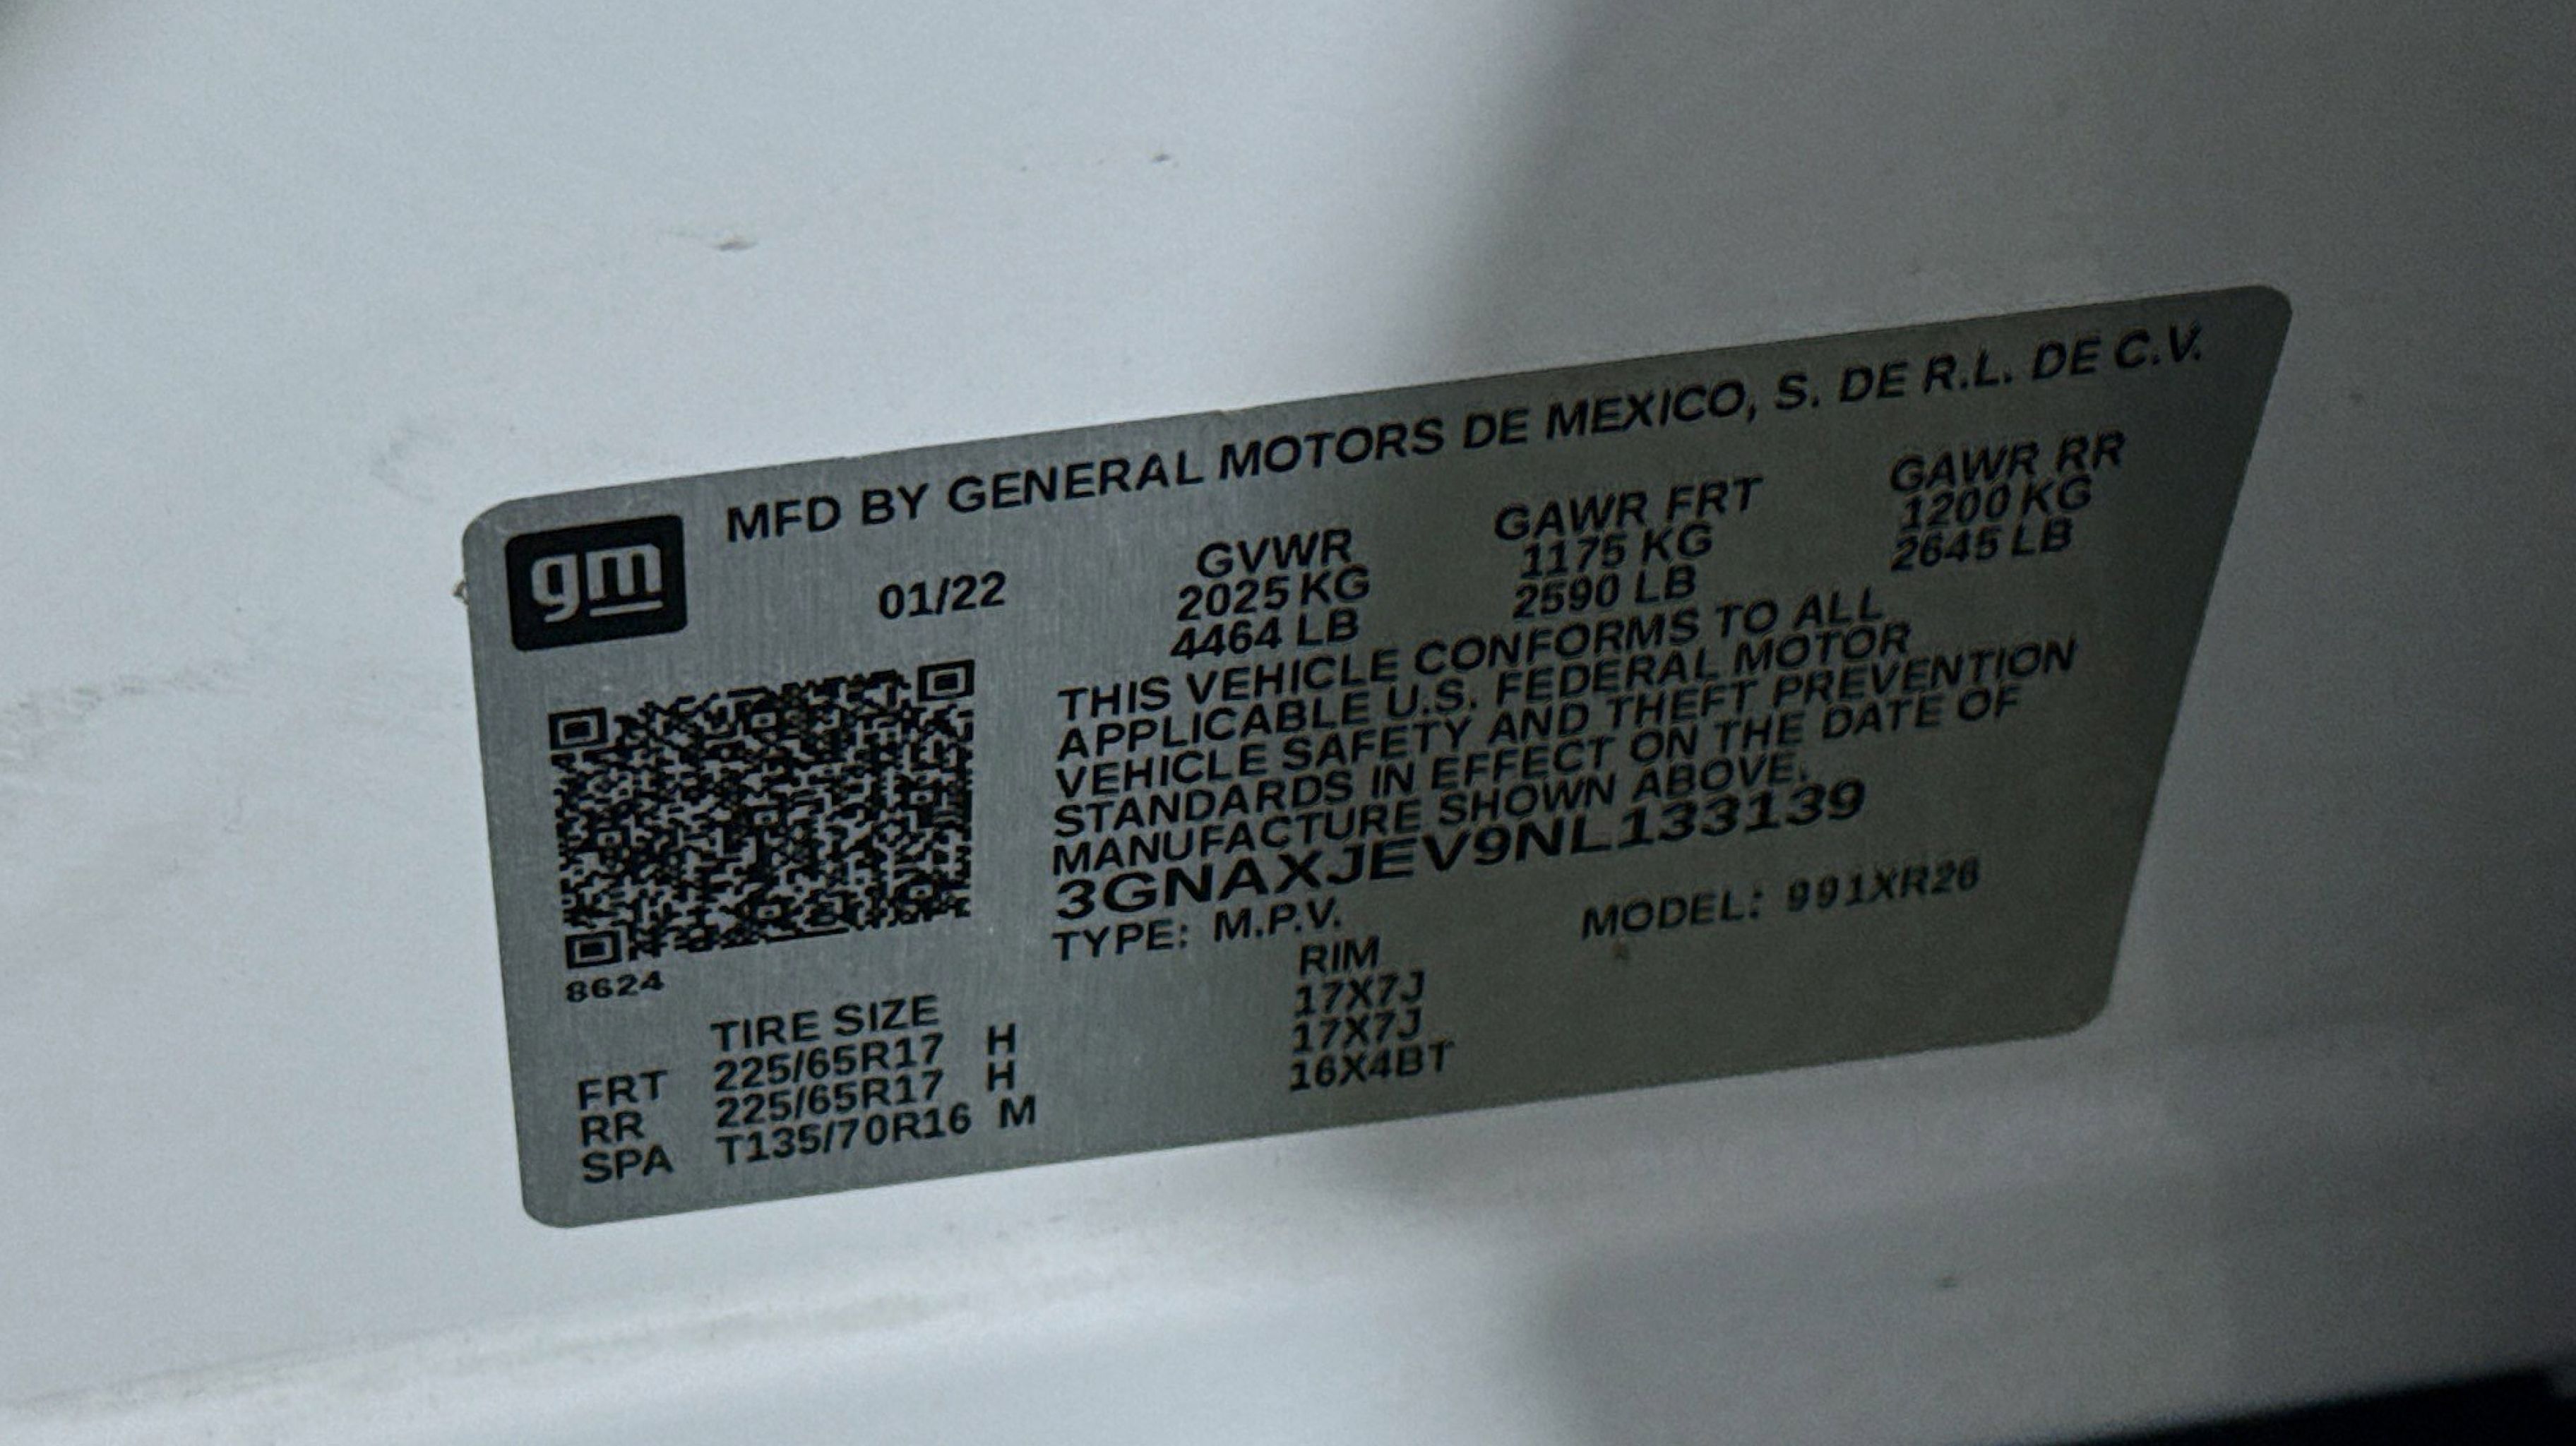 gm
MFD BY GENERAL MOTORS DE MEXICO, S. DE R.L. DE C.V.
01/22
GVWR
2025 KG
4464 LB
GAWR FRT
1175 KG
2590 LB
GAWR RR
1200 KG
2645 LB
THIS VEHICLE CONFORMS TO ALL
APPLICABLE U.S. FEDERAL MOTOR
VEHICLE SAFETY AND THEFT PREVENTION
STANDARDS IN EFFECT ON THE DATE OF
MANUFACTURE SHOWN ABOVE.
3GNAXJEV9NL133139
TYPE: M.P.V. MODEL: 991XR26
8624
TIRE SIZE RIM
FRT 225/65R17 H 17X7J
RR 225/65R17 H 17X7J
SPA T135/70R16 M 16X4BT